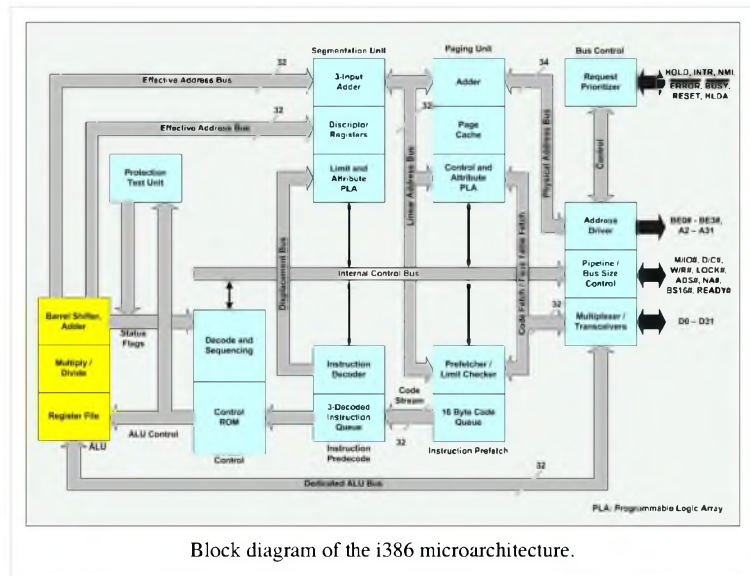 Segmentation Unit
Paging Unit
Bus Control
32
34
Effective Address Bus
3-Input
Adder
Adder
Request
Prioritizer
HOLD, INTR, NMI,
ERROR, BUSY,
RESET, HLDA
32
32
Effective Address Bus
Discriptor
Registers
Page
Cache
Protection
Test Unit
Limit and
Attribute
PLA
Control and
Attribute
PLA
Linear Address Bus
Physical Address Bus
Control
Address
Driver
BE0# - BE3#,
A2 – A31
Displacement Bus
Internal Control Bus
Code Fetch / Page Table Fetch
Pipeline /
Bus Size
Control
M/IO#, D/C#,
W/R#, LOCK#,
ADS#, NA#,
BS16#, READY#
Barrel Shifter,
Adder
Status
Flags
32
Multiplexer /
Transceivers
D0 – D31
Multiply /
Divide
Decode and
Sequencing
Instruction
Decoder
Prefetcher /
Limit Checker
Register File
Control
ROM
3-Decoded
Instruction
Queue
Code
Stream
16 Byte Code
Queue
32
ALU
ALU Control
Control
Instruction
Predecode
Instruction Prefetch
32
Dedicated ALU Bus
PLA: Programmable Logic Array
Block diagram of the i386 microarchitecture.